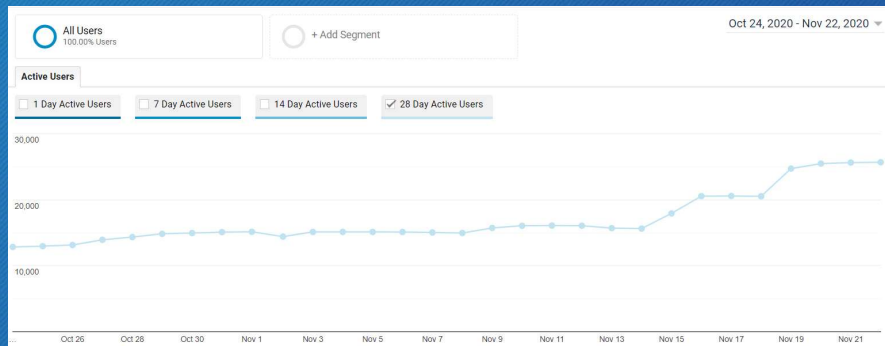 All Users
100.00% Users
+ Add Segment
Oct 24, 2020 - Nov 22, 2020
Active Users
1 Day Active Users
7 Day Active Users
14 Day Active Users
28 Day Active Users
30,000
20,000
10,000
... Oct 26 Oct 28 Oct 30 Nov 1 Nov 3 Nov 5 Nov 7 Nov 9 Nov 11 Nov 13 Nov 15 Nov 17 Nov 19 Nov 21